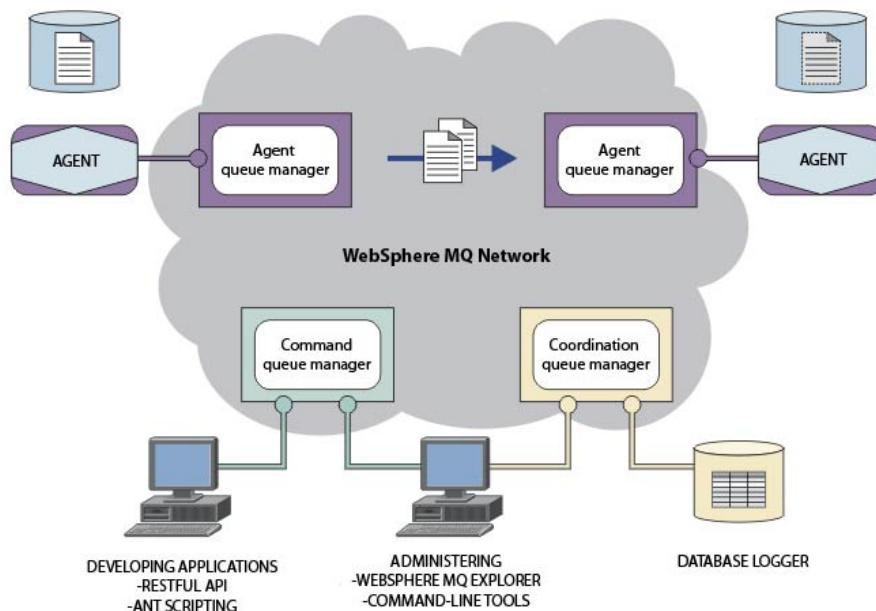 AGENT
Agent
queue manager
Agent
queue manager
AGENT
WebSphere MQ Network
Command
queue manager
Coordination
queue manager
DEVELOPING APPLICATIONS
-RESTFUL API
-ANT SCRIPTING
ADMINISTERING
-WEBSPHERE MQ EXPLORER
-COMMAND-LINE TOOLS
DATABASE LOGGER